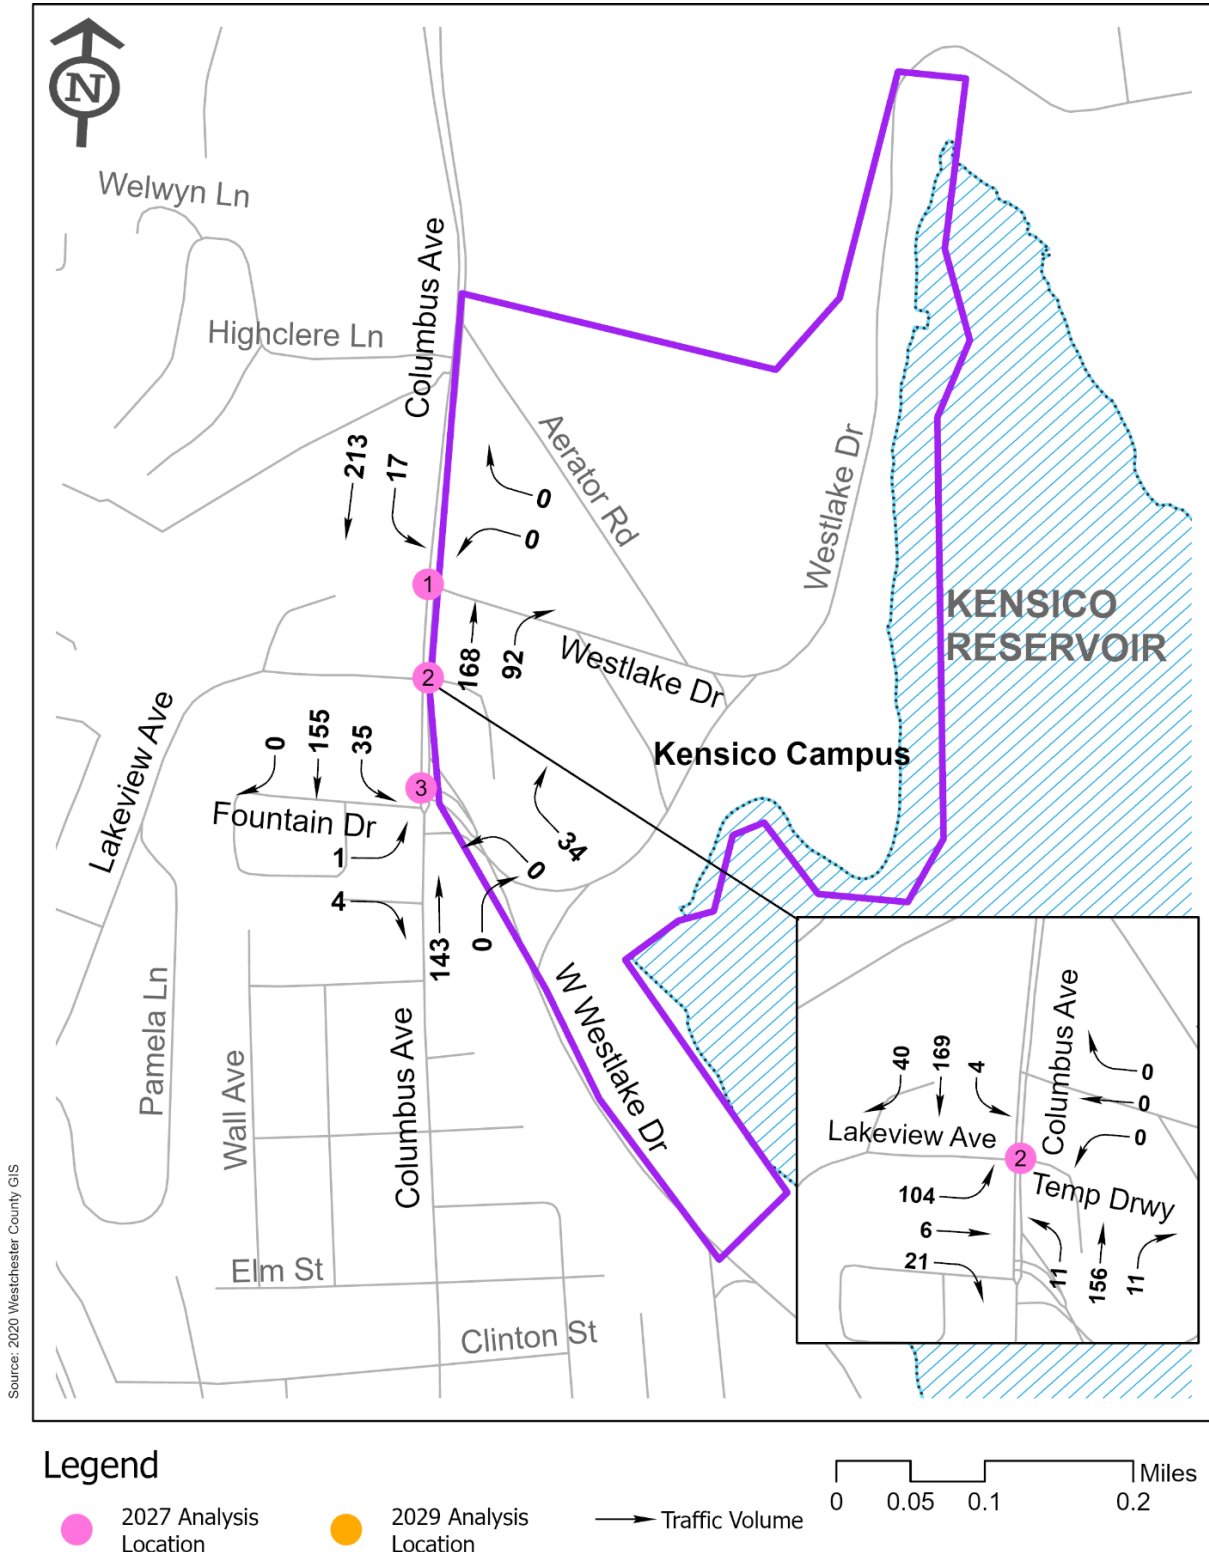 N
Welwyn Ln
Columbus Ave
Highclere Ln
Aerator Rd
Westlake Dr
213
17
0
0
1
KENSICO
RESERVOIR
168
92
Westlake Dr
2
Lakeview Ave
0
155
35
Kensico Campus
3
Fountain Dr
1
34
0
4
143
0
Pamela Ln
Wall Ave
Columbus Ave
W Westlake Dr
Elm St
Clinton St
40
169
4
Columbus Ave
0
0
0
Lakeview Ave
2
Temp Drwy
104
6
21
11
156
11
Source: 2020 Westchester County GIS
Legend
2027 Analysis
Location
2029 Analysis
Location
Traffic Volume
Miles
0 0.05 0.1 0.2